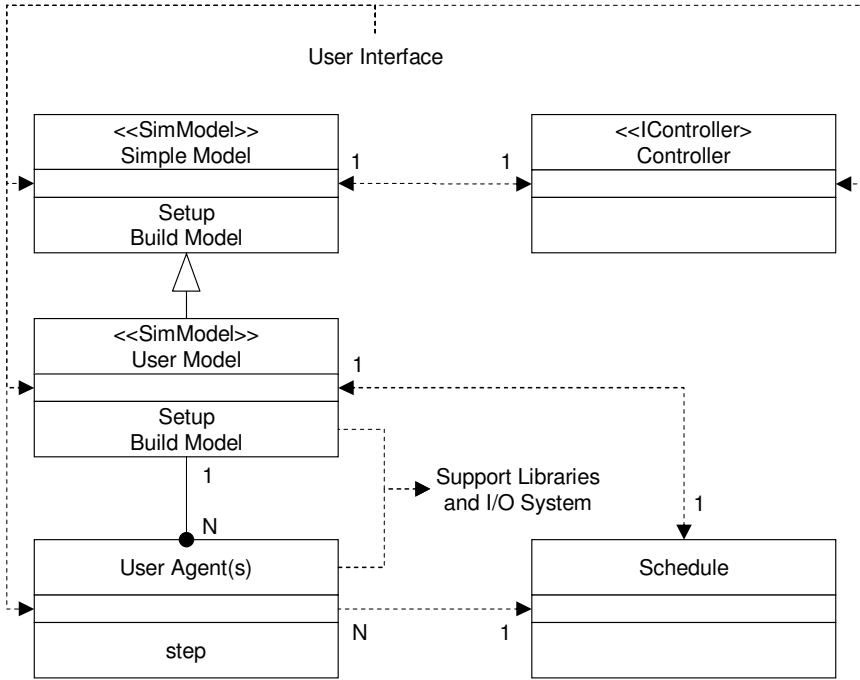 User Interface
<<SimModel>>
Simple Model
Setup
Build Model
1
1
<<IController>
Controller
<<SimModel>>
User Model
Setup
Build Model
1
1
N
Support Libraries
and I/O System
1
User Agent(s)
step
N
1
Schedule